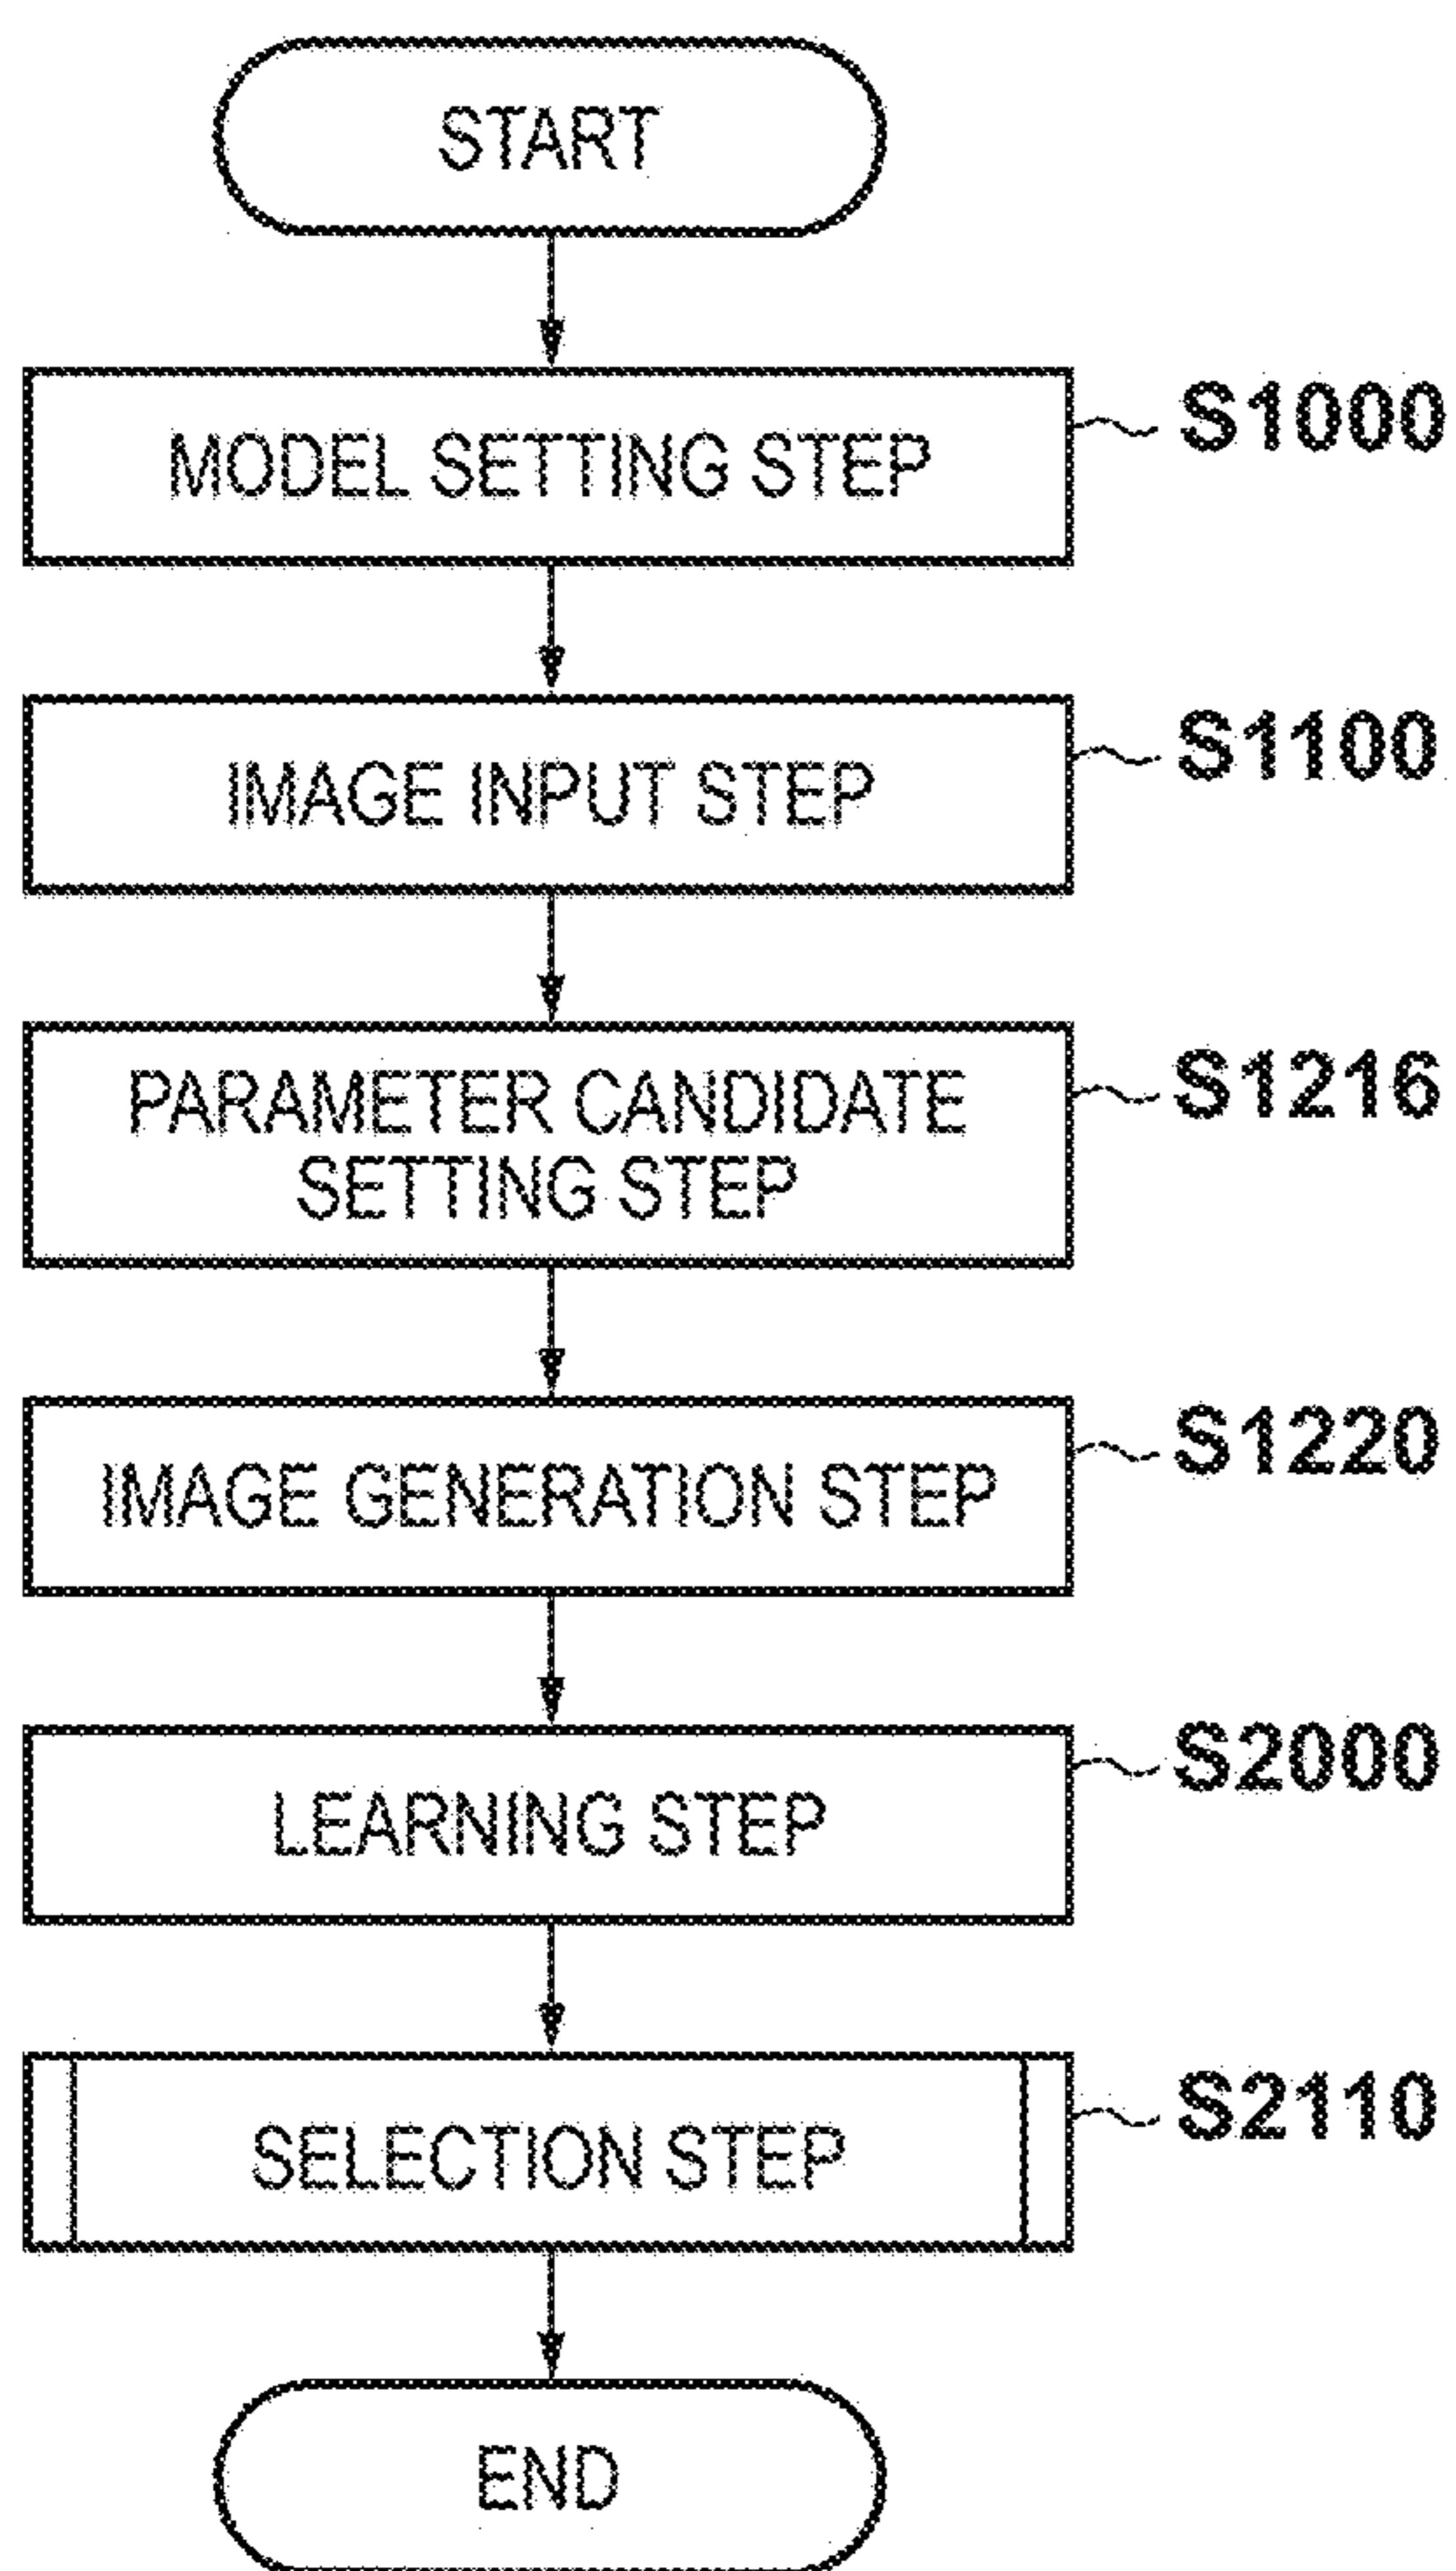 START
MODEL SETTING STEP
S1000
IMAGE INPUT STEP
S1100
PARAMETER CANDIDATE
SETTING STEP
S1216
IMAGE GENERATION STEP
S1220
LEARNING STEP
S2000
SELECTION STEP
S2110
END